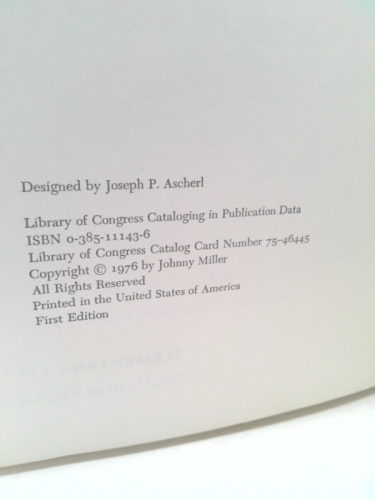 Designed by Joseph P. Ascherl
Library of Congress Cataloging in Publication Data
ISBN 0-385-11143-6
Library of Congress Catalog Card Number 75-46445
Copyright © 1976 by Johnny Miller
All Rights Reserved
Printed in the United States of America
First Edition